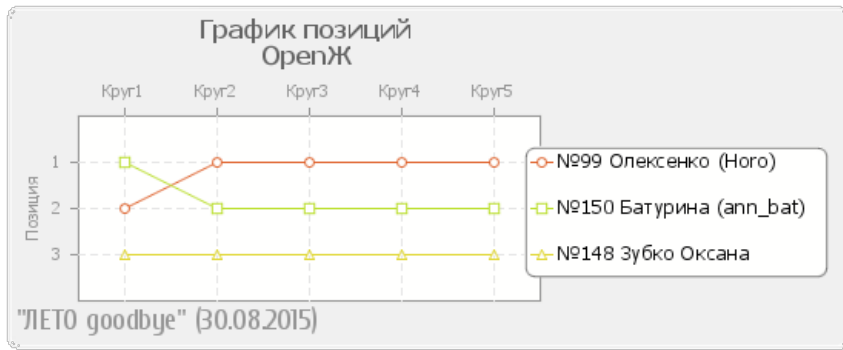 График позиций
OpenЖ
Круг1 Круг2 Круг3 Круг4 Круг5
Позиция
1
2
3
№99 Олексенко (Horo)
№150 Батурина (ann_bat)
№148 Зубко Оксана
"ЛЕТО goodbye" (30.08.2015)